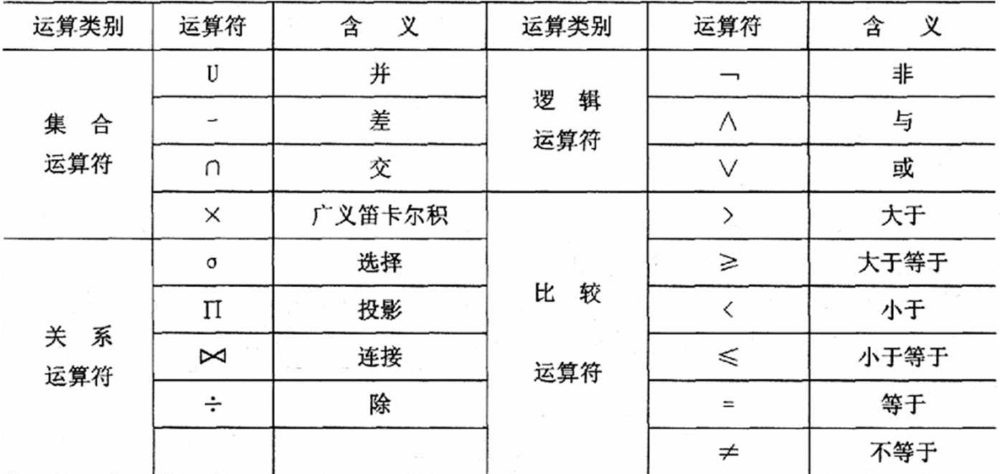 运算类别 运算符 含 义 运算类别 运算符 含 义
集 合 运算符 U 并 逻 辑 运算符 ¬ 非
- 差 ∧ 与
∩ 交 ∨ 或
× 广义笛卡尔积 比 较 运算符 > 大于
关 系 运算符 σ 选择 ≥ 大于等于
Π 投影 < 小于
⋈ 连接 ≤ 小于等于
÷ 除 = 等于
≠ 不等于